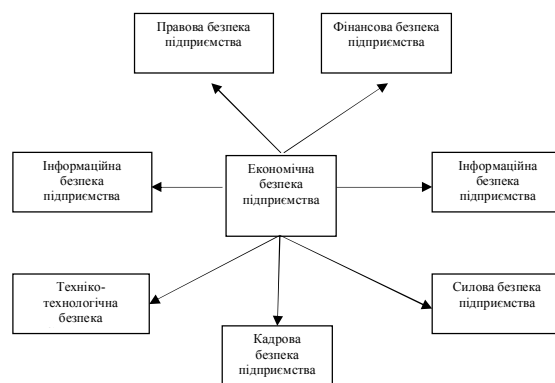 Правова безпека
підприємства
Фінансова безпека
підприємства
Інформаційна
безпека
підприємства
Економічна
безпека
підприємства
Інформаційна
безпека
підприємства
Техніко-
технологічна
безпека
Кадрова
безпека
підприємства
Силова безпека
підприємства